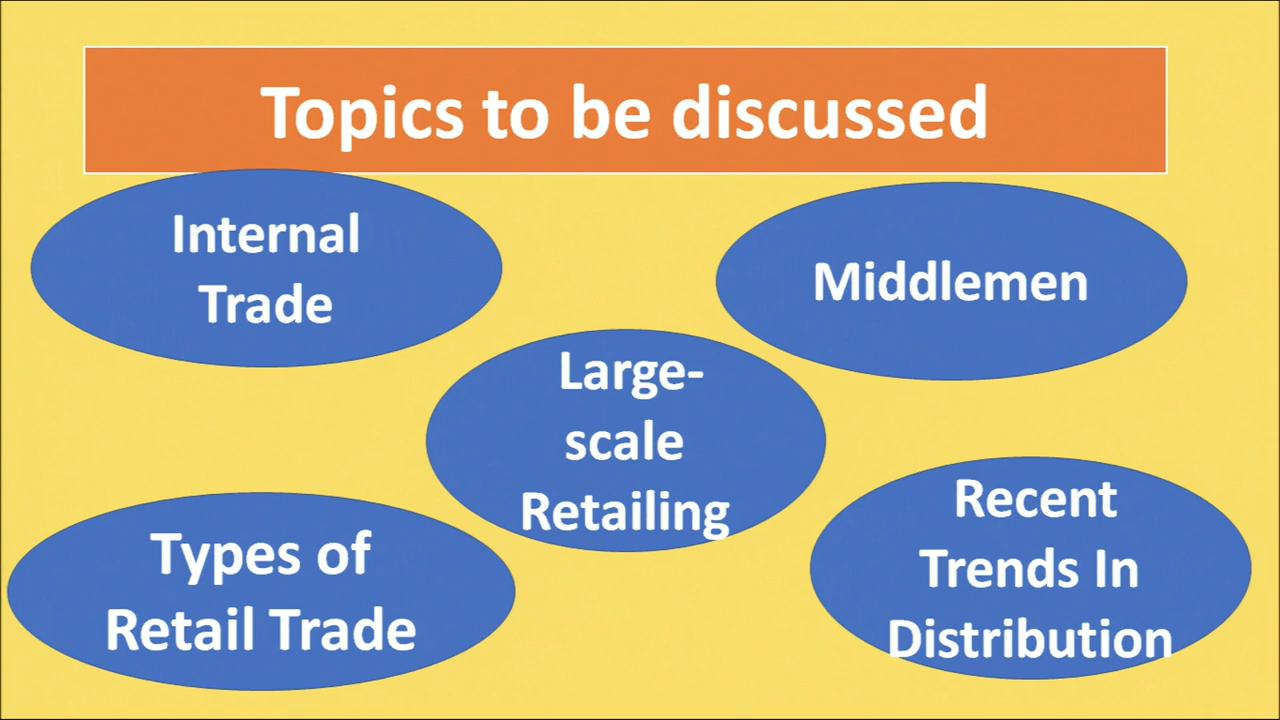 Topics to be discussed
Internal
Trade
Middlemen
Large-
scale
Retailing
Types of
Retail Trade
Recent
Trends In
Distribution